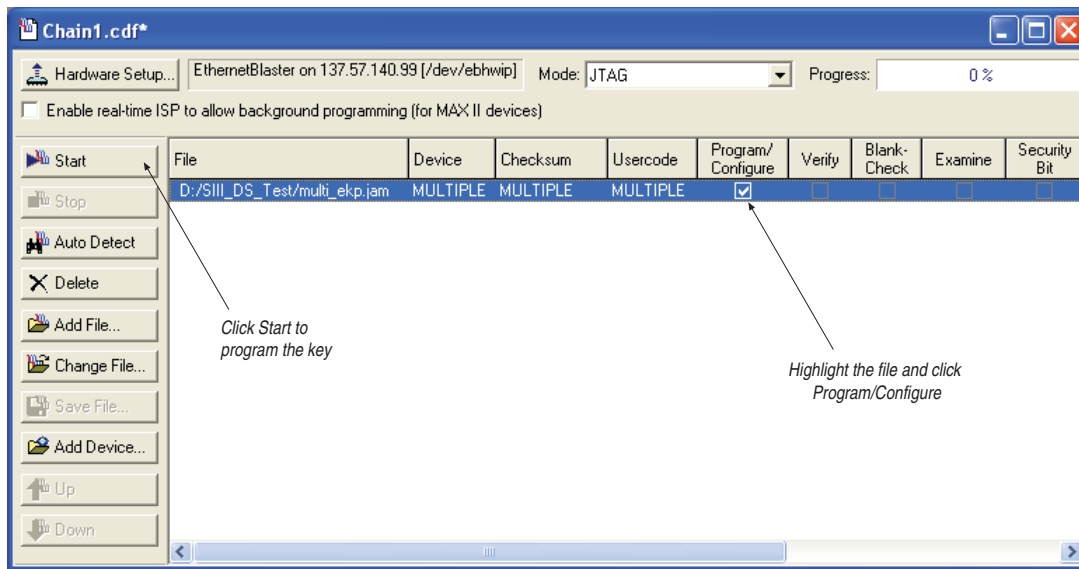 Chain1.cdf*
Hardware Setup...
EthernetBlaster on 137.57.140.99 [/dev/ebhwip]
Mode:
JTAG
Progress:
0 %
Enable real-time ISP to allow background programming (for MAX II devices)
Start
Stop
Auto Detect
Delete
Add File...
Change File...
Save File...
Add Device...
Up
Down
File
Device
Checksum
Usercode
Program/
Configure
Verify
Blank-
Check
Examine
Security
Bit
D:/SIII_DS_Test/multi_ekp.jam
MULTIPLE
MULTIPLE
MULTIPLE
Click Start to
program the key
Highlight the file and click
Program/Configure